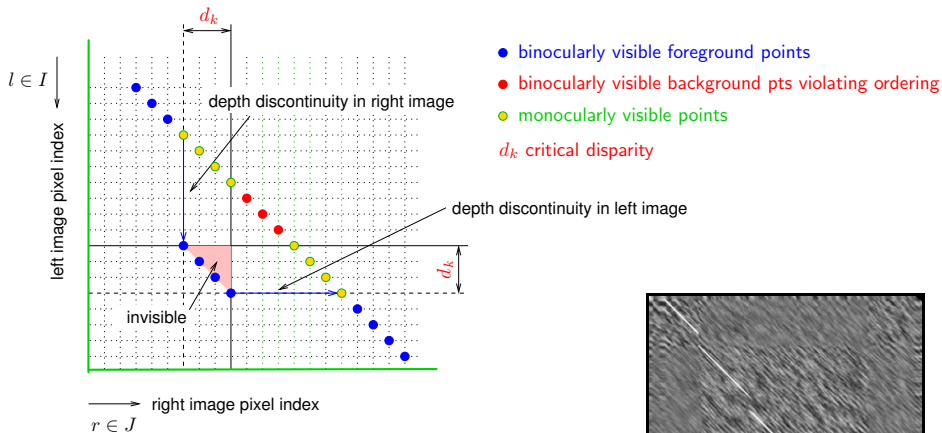 d_k
l ∈ I
left image pixel index
depth discontinuity in right image
depth discontinuity in left image
d_k
invisible
right image pixel index
r ∈ J
binocularly visible foreground points
binocularly visible background pts violating ordering
monocularly visible points
d_k critical disparity